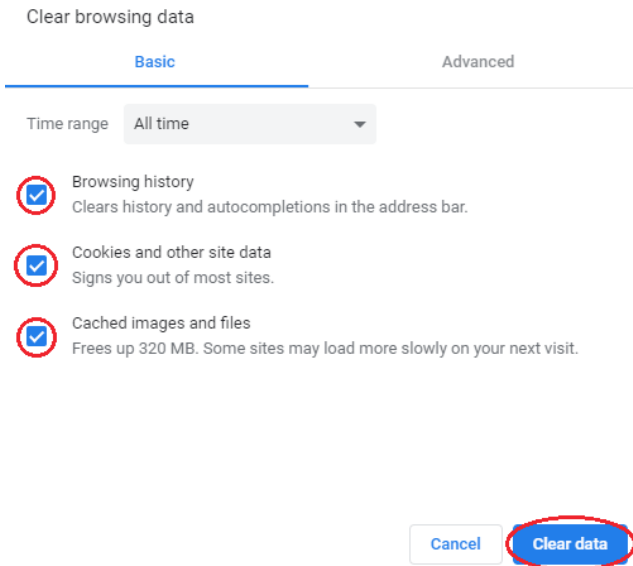 Clear browsing data
Basic
Advanced
Time range
All time
Browsing history
Clears history and autocompletions in the address bar.
Cookies and other site data
Signs you out of most sites.
Cached images and files
Frees up 320 MB. Some sites may load more slowly on your next visit.
Cancel
Clear data